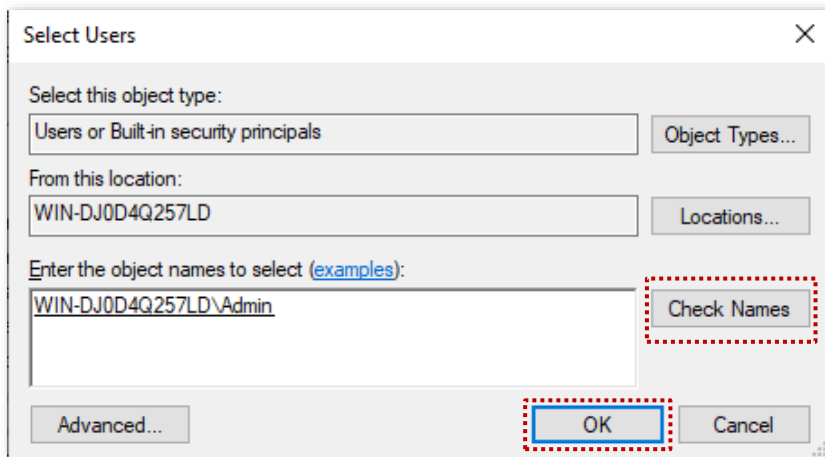 Select Users
Select this object type:
Users or Built-in security principals
Object Types...
From this location:
WIN-DJ0D4Q257LD
Locations...
Enter the object names to select (examples):
WIN-DJ0D4Q257LD\Admin
Check Names
Advanced...
OK
Cancel